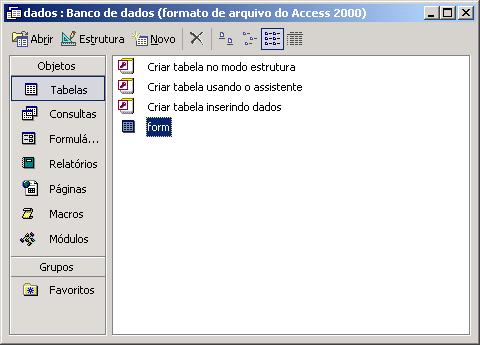 dados : Banco de dados (formato de arquivo do Access 2000)
Abrir Estrutura Novo
Objetos
Tabelas
Consultas
Formulá...
Relatórios
Páginas
Macros
Módulos
Grupos
Favoritos
Criar tabela no modo estrutura
Criar tabela usando o assistente
Criar tabela inserindo dados
form